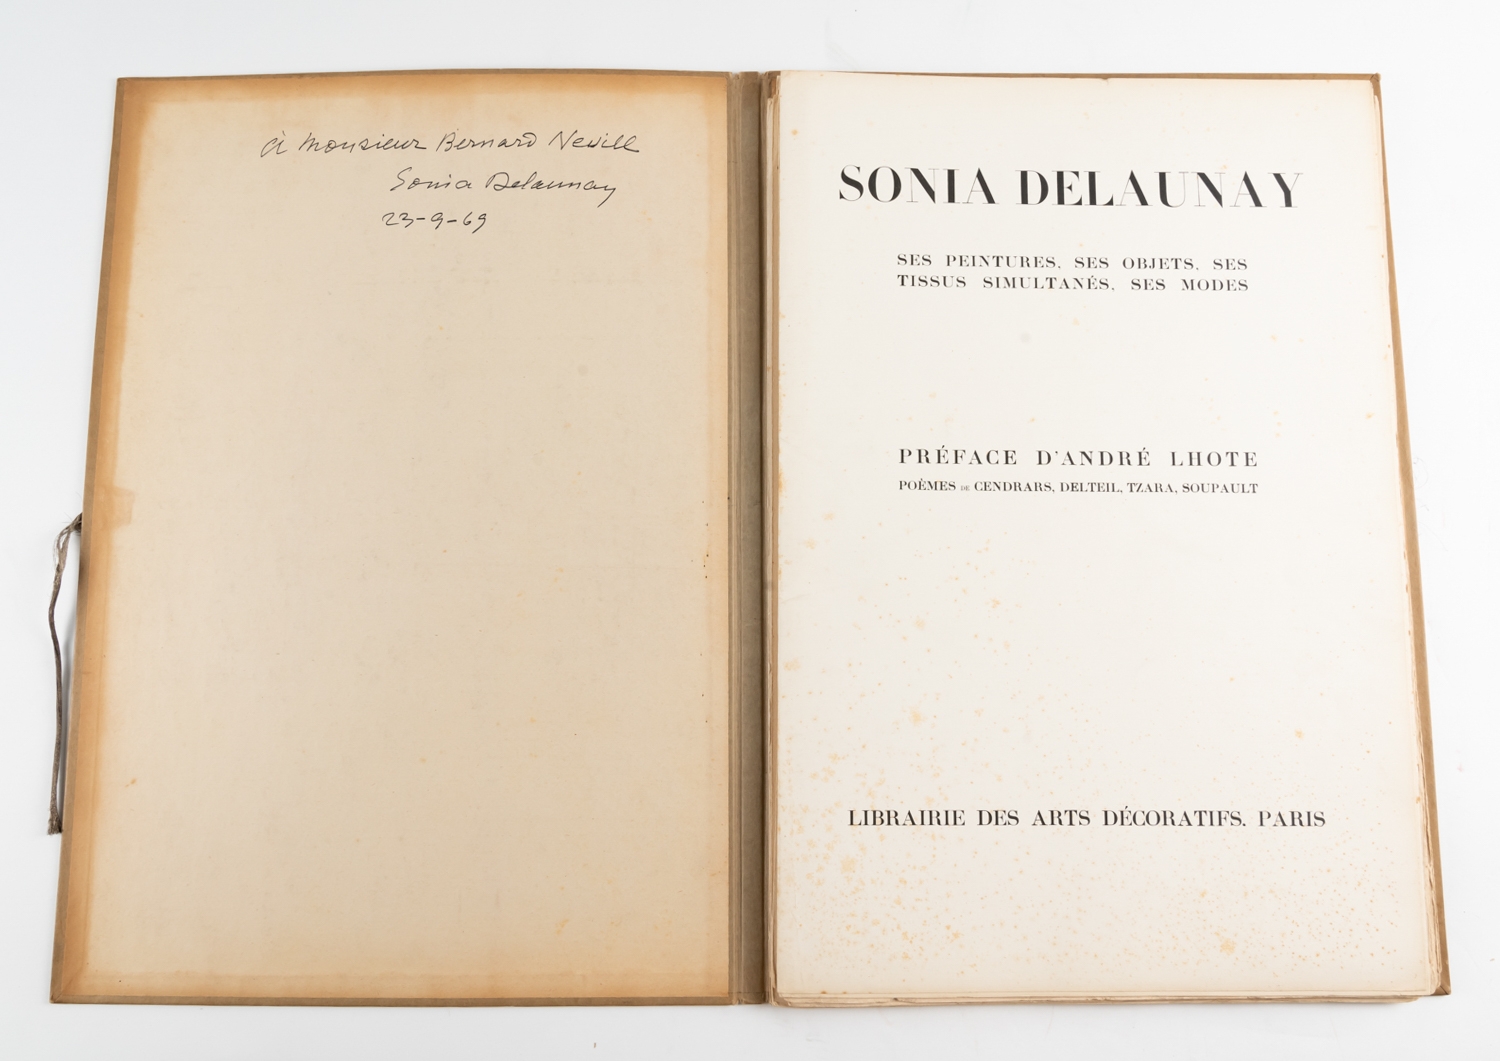 à Monsieur Bernard Nevill
Sonia Delaunay
23-9-69
SONIA DELAUNAY
SES PEINTURES, SES OBJETS, SES
TISSUS SIMULTANÉS, SES MODES
PRÉFACE D'ANDRÉ LHOTE
POÈMES DE CENDRARS, DELTEIL, TZARA, SOUPAULT
LIBRAIRIE DES ARTS DÉCORATIFS. PARIS